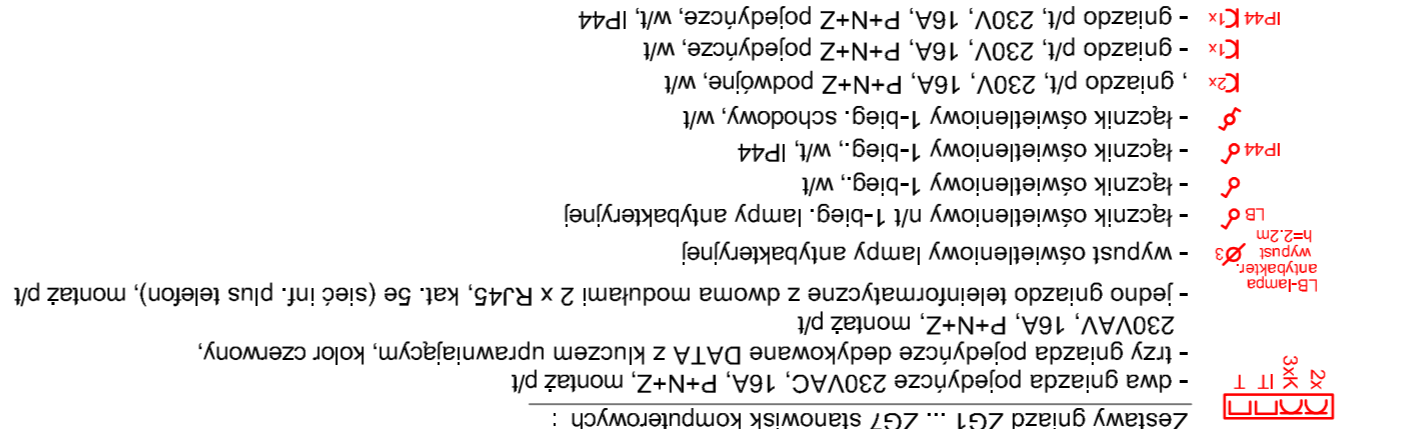 Zestawy gniazd ZG1 ... ZG7 stanowisk komputerowych :
2x
3xK
IT
T
- dwa gniazda pojedyńcze 230VAC, 16A, P+N+Z, montaż p/t
- trzy gniazda pojedyńcze dedykowane DATA z kluczem uprawniającym, kolor czerwony,
230VAV, 16A, P+N+Z, montaż p/t
- jedno gniazdo teleinformatyczne z dwoma modułami 2 x RJ45, kat. 5e (sieć inf. plus telefon), montaż p/t
LB-lampa
antybakter.
wypust
h=2.2m
3
- wypust oświetleniowy lampy antybakteryjnej
LB - łącznik oświetleniowy n/t 1-bieg. lampy antybakteryjnej
- łącznik oświetleniowy 1-bieg., w/t
IP44 - łącznik oświetleniowy 1-bieg., w/t, IP44
- łącznik oświetleniowy 1-bieg. schodowy, w/t
2x , gniazdo p/t, 230V, 16A, P+N+Z podwójne, w/t
1x - gniazdo p/t, 230V, 16A, P+N+Z pojedyńcze, w/t
IP44 1x - gniazdo p/t, 230V, 16A, P+N+Z pojedyńcze, w/t, IP44